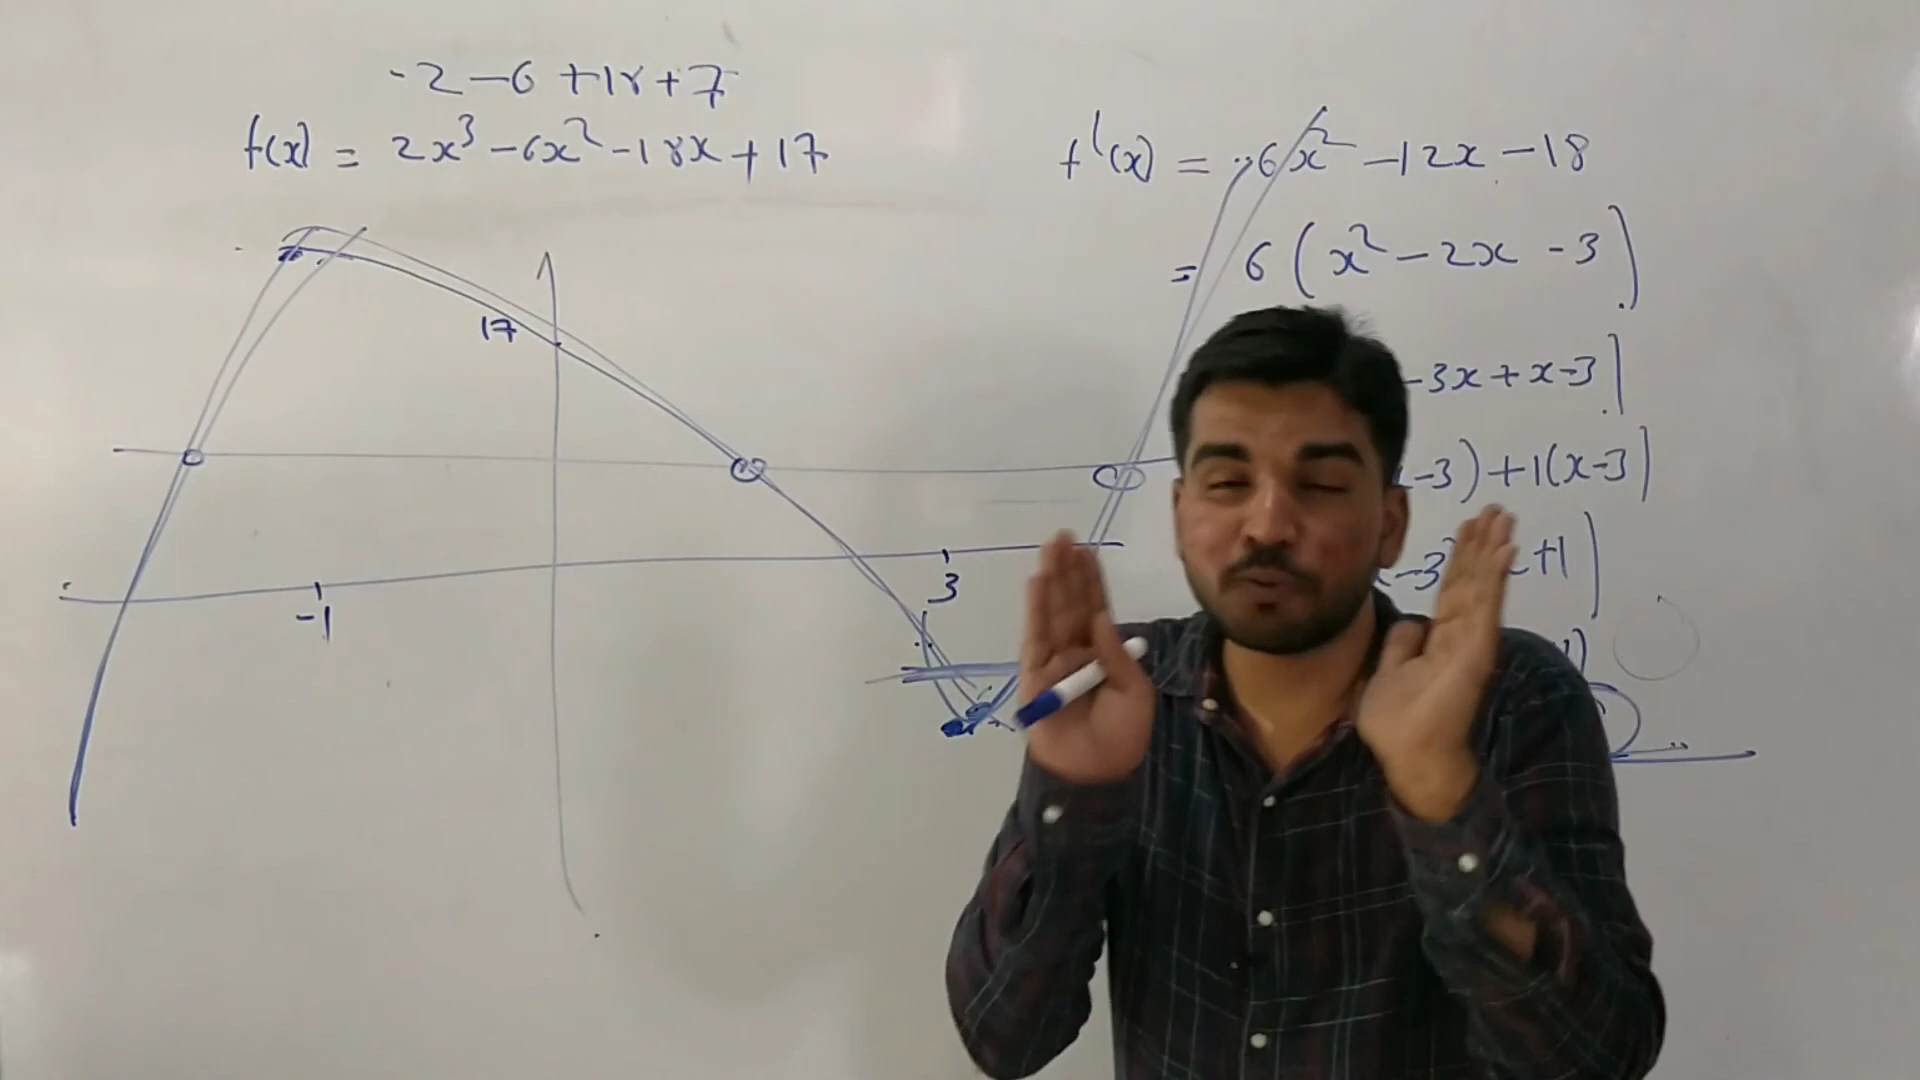 -2 -6 +18 +7
f(x) = 2x³ -6x² -18x + 17
17
-1
3
f'(x) = 6x² -12x -18
= 6(x² - 2x - 3)
-3x + x-3]
-3) + 1(x-3]
-3) +1]